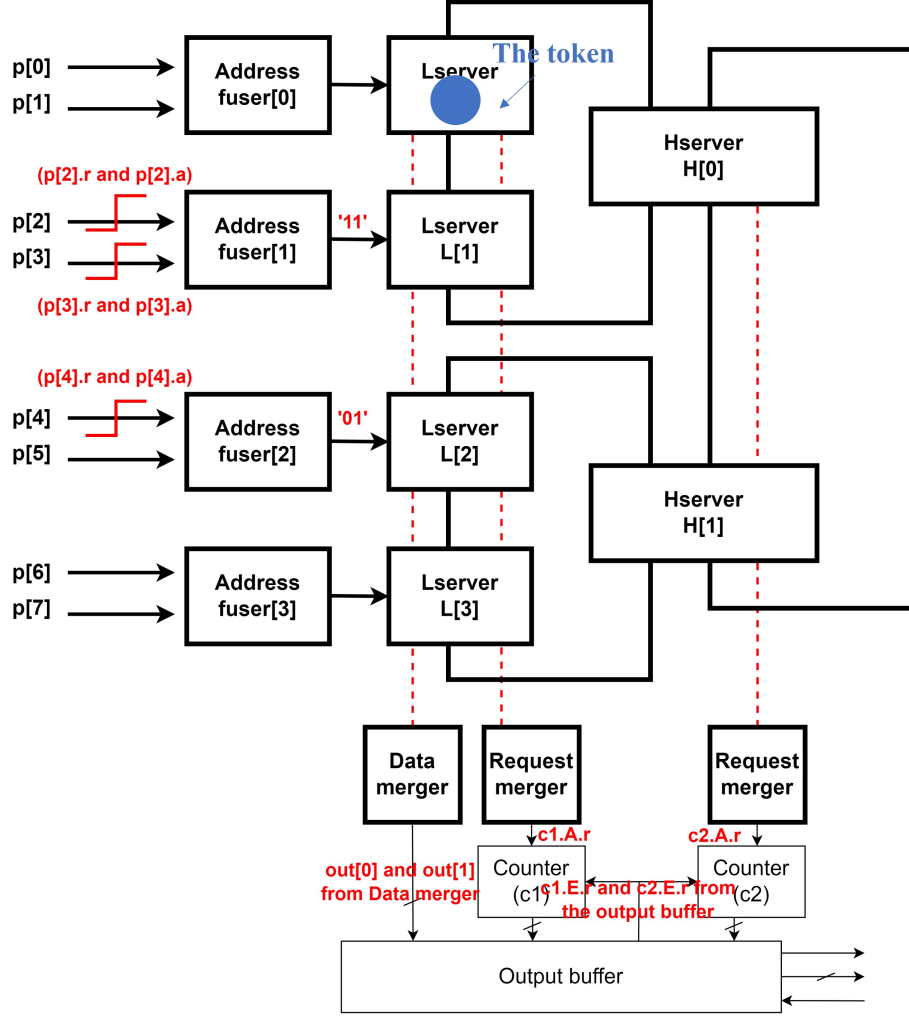 p[0]
p[1]
Address
fuser[0]
Lserver
The token
Hserver
H[0]
(p[2].r and p[2].a)
p[2]
p[3]
(p[3].r and p[3].a)
Address
fuser[1]
'11'
Lserver
L[1]
(p[4].r and p[4].a)
p[4]
p[5]
Address
fuser[2]
'01'
Lserver
L[2]
Hserver
H[1]
p[6]
p[7]
Address
fuser[3]
Lserver
L[3]
Data
merger
Request
merger
Request
merger
c1.A.r
c2.A.r
out[0] and out[1]
from Data merger
Counter
(c1)
c1.E.r and c2.E.r from
the output buffer
Counter
(c2)
Output buffer